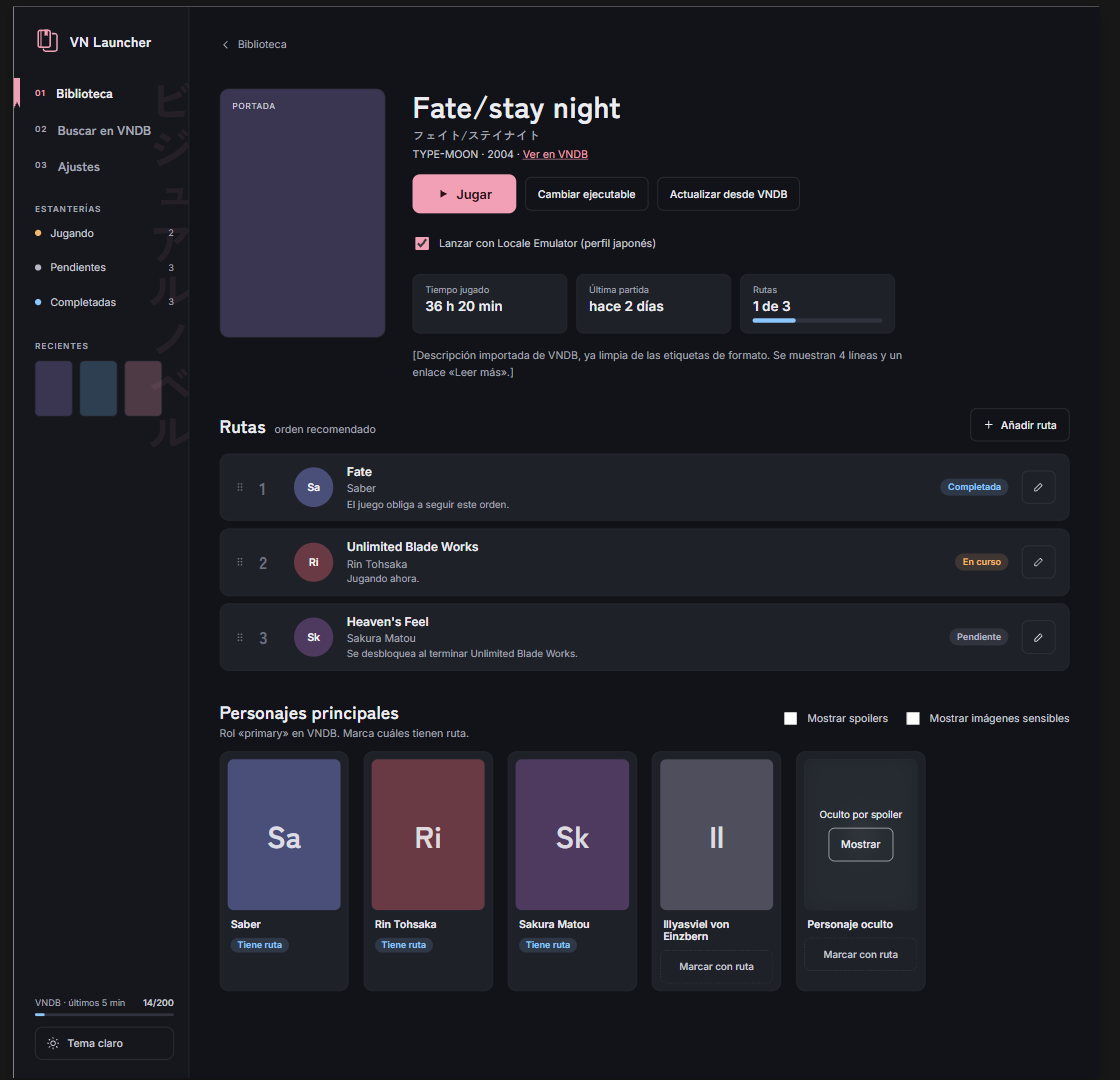 VN Launcher
01 Biblioteca
02 Buscar en VNDB
03 Ajustes
ビジュアルノベル
ESTANTERÍAS
Jugando 2
Pendientes 3
Completadas 3
RECIENTES
VNDB · últimos 5 min 14/200
Tema claro
Biblioteca
PORTADA
Fate/stay night
フェイト/ステイナイト
TYPE-MOON · 2004 · Ver en VNDB
Jugar
Cambiar ejecutable
Actualizar desde VNDB
Lanzar con Locale Emulator (perfil japonés)
Tiempo jugado
36 h 20 min
Última partida
hace 2 días
Rutas
1 de 3
[Descripción importada de VNDB, ya limpia de las etiquetas de formato. Se muestran 4 líneas y un
enlace «Leer más».]
Rutas orden recomendado
+ Añadir ruta
1 Sa
Fate
Saber
El juego obliga a seguir este orden.
Completada
2 Ri
Unlimited Blade Works
Rin Tohsaka
Jugando ahora.
En curso
3 Sk
Heaven's Feel
Sakura Matou
Se desbloquea al terminar Unlimited Blade Works.
Pendiente
Personajes principales
Rol «primary» en VNDB. Marca cuáles tienen ruta.
Mostrar spoilers
Mostrar imágenes sensibles
Sa
Saber
Tiene ruta
Ri
Rin Tohsaka
Tiene ruta
Sk
Sakura Matou
Tiene ruta
Il
Illyasviel von
Einzbern
Marcar con ruta
Oculto por spoiler
Mostrar
Personaje oculto
Marcar con ruta